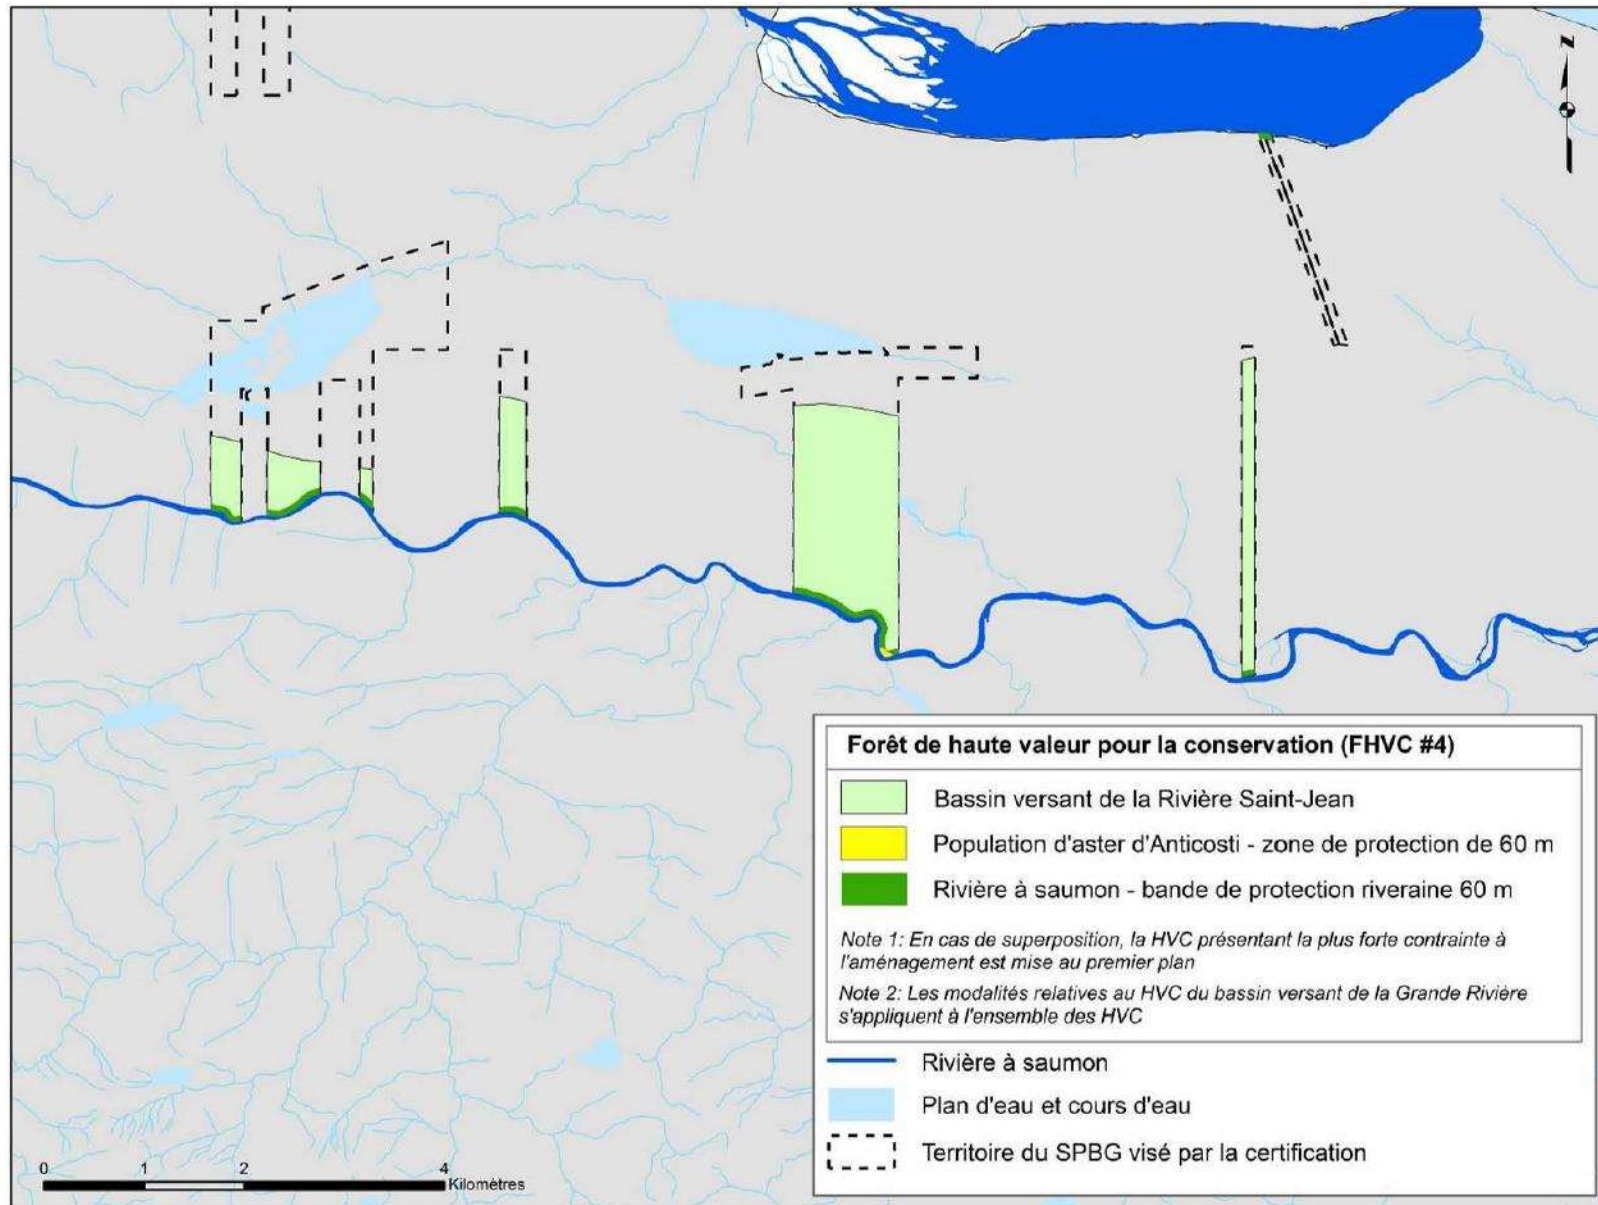 N
Forêt de haute valeur pour la conservation (FHVC #4)
Bassin versant de la Rivière Saint-Jean
Population d'aster d'Anticosti - zone de protection de 60 m
Rivière à saumon - bande de protection riveraine 60 m
Note 1: En cas de superposition, la HVC présentant la plus forte contrainte à
l'aménagement est mise au premier plan
Note 2: Les modalités relatives au HVC du bassin versant de la Grande Rivière
s'appliquent à l'ensemble des HVC
Rivière à saumon
Plan d'eau et cours d'eau
Territoire du SPBG visé par la certification
0 1 2 4
Kilomètres